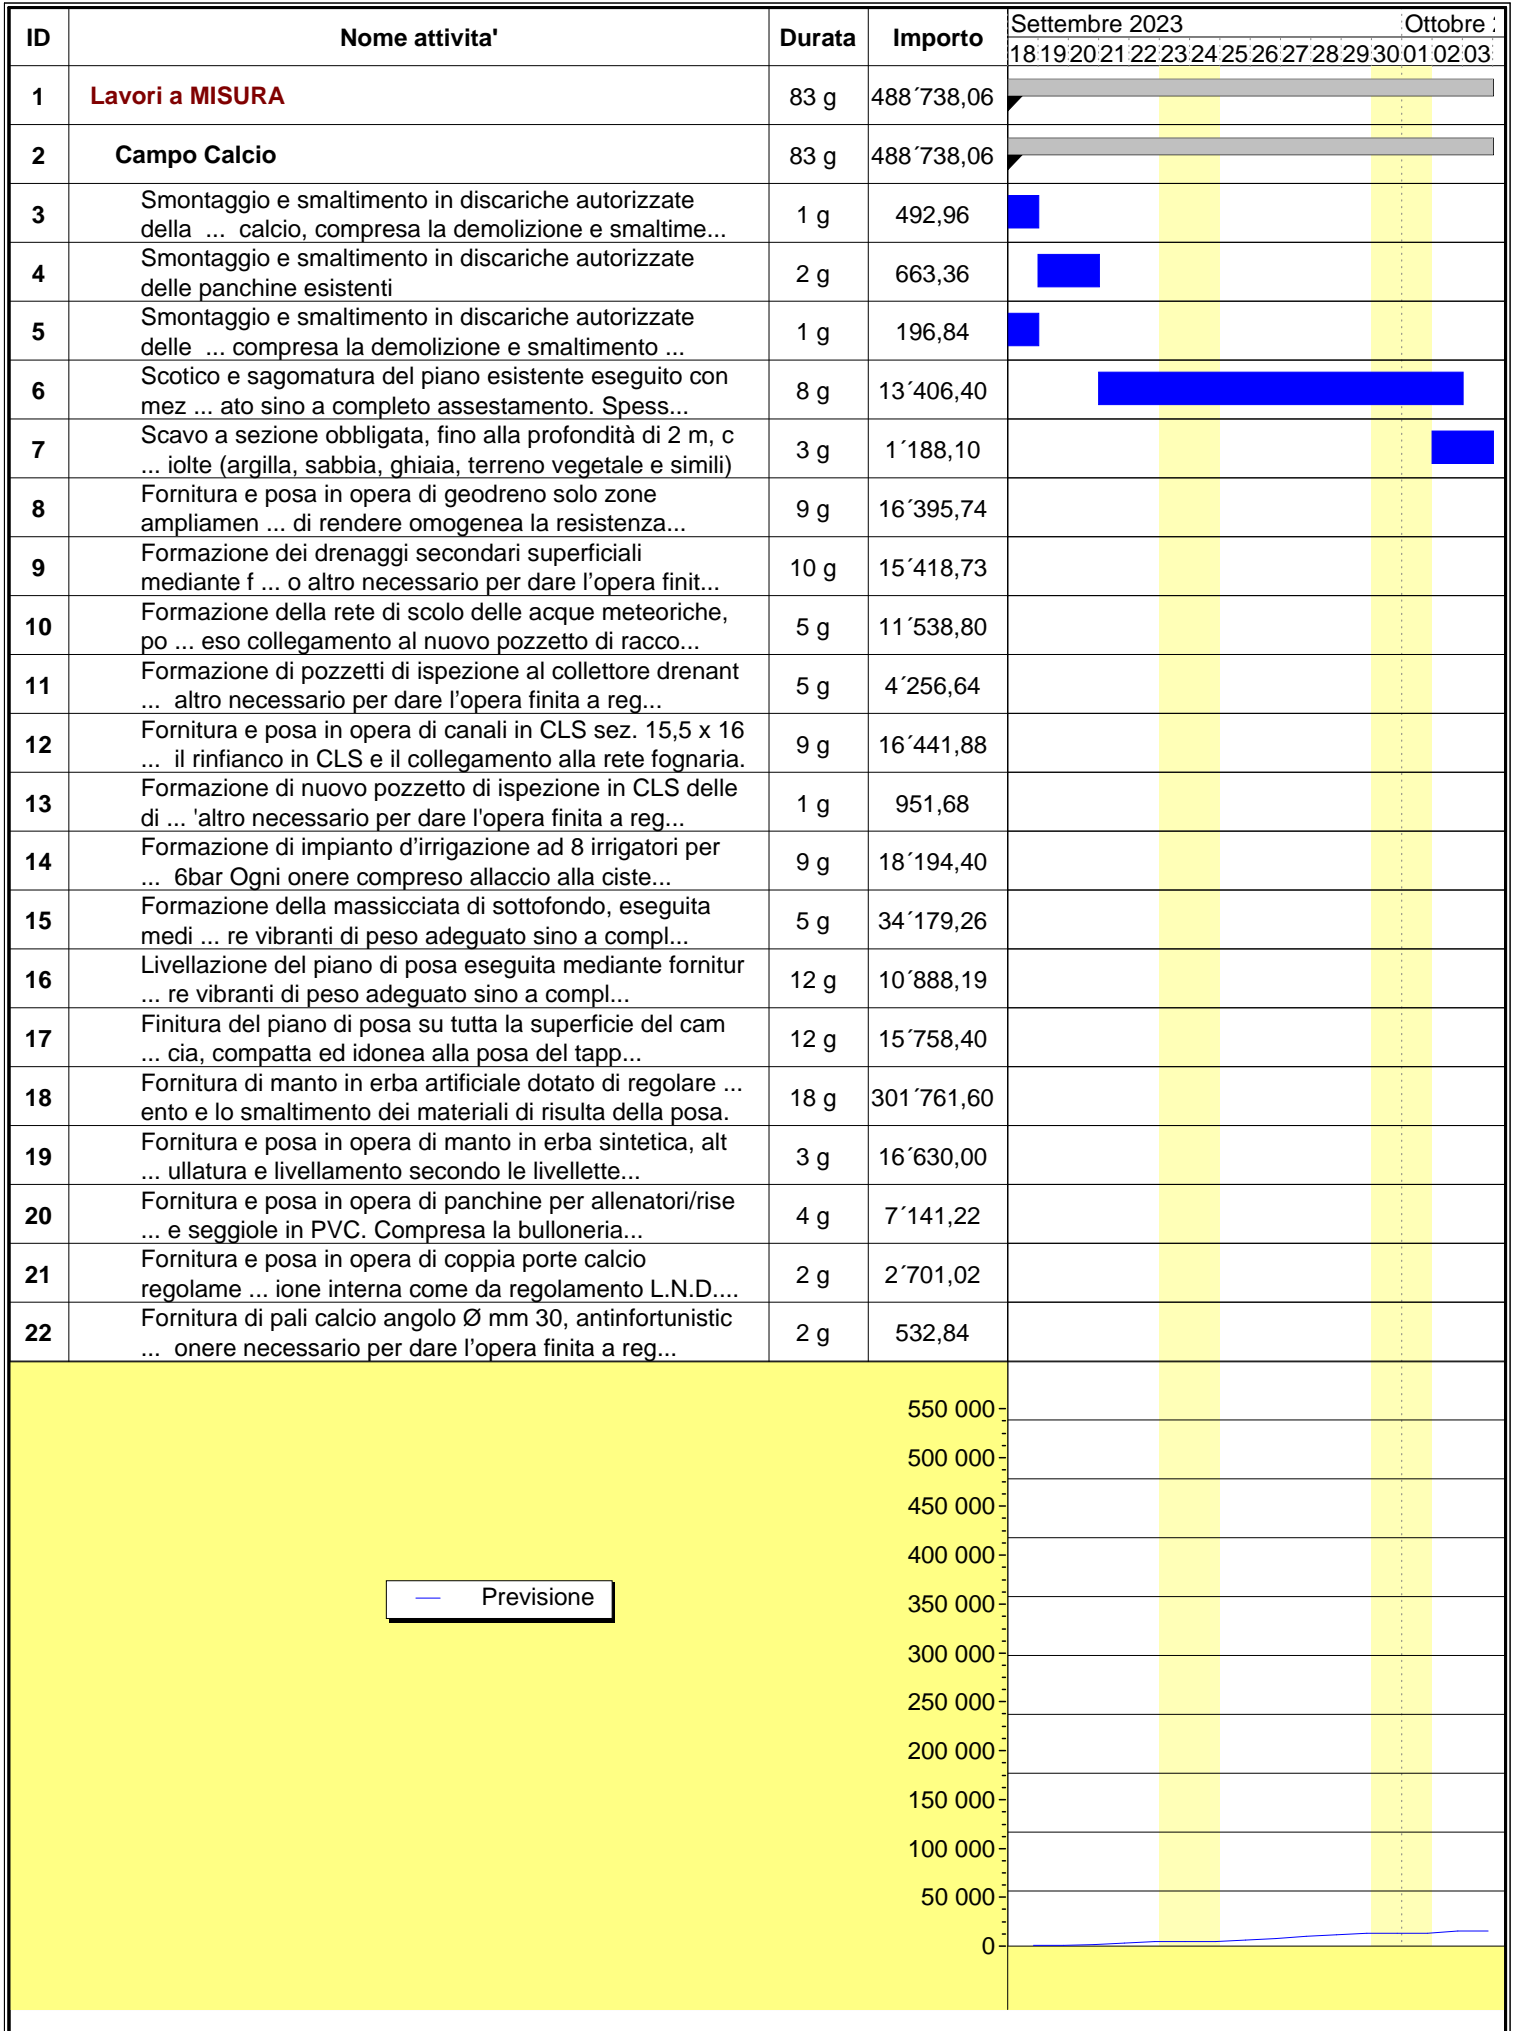 ID Nome attivita' Durata Importo Settembre 2023 Ottobre
18 19 20 21 22 23 24 25 26 27 28 29 30 01 02 03
1 Lavori a MISURA 83 g 488´738,06
2 Campo Calcio 83 g 488´738,06
3 Smontaggio e smaltimento in discariche autorizzate
della ... calcio, compresa la demolizione e smaltime... 1 g 492,96
4 Smontaggio e smaltimento in discariche autorizzate
delle panchine esistenti 2 g 663,36
5 Smontaggio e smaltimento in discariche autorizzate
delle ... compresa la demolizione e smaltimento ... 1 g 196,84
6 Scotico e sagomatura del piano esistente eseguito con
mez ... ato sino a completo assestamento. Spess... 8 g 13´406,40
7 Scavo a sezione obbligata, fino alla profondità di 2 m, c
... iolte (argilla, sabbia, ghiaia, terreno vegetale e simili) 3 g 1´188,10
8 Fornitura e posa in opera di geodreno solo zone
ampliamen ... di rendere omogenea la resistenza... 9 g 16´395,74
9 Formazione dei drenaggi secondari superficiali
mediante f ... o altro necessario per dare l’opera finit... 10 g 15´418,73
10 Formazione della rete di scolo delle acque meteoriche,
po ... eso collegamento al nuovo pozzetto di racco... 5 g 11´538,80
11 Formazione di pozzetti di ispezione al collettore drenant
... altro necessario per dare l’opera finita a reg... 5 g 4´256,64
12 Fornitura e posa in opera di canali in CLS sez. 15,5 x 16
... il rinfianco in CLS e il collegamento alla rete fognaria. 9 g 16´441,88
13 Formazione di nuovo pozzetto di ispezione in CLS delle
di ... 'altro necessario per dare l'opera finita a reg... 1 g 951,68
14 Formazione di impianto d’irrigazione ad 8 irrigatori per
... 6bar Ogni onere compreso allaccio alla ciste... 9 g 18´194,40
15 Formazione della massicciata di sottofondo, eseguita
medi ... re vibranti di peso adeguato sino a compl... 5 g 34´179,26
16 Livellazione del piano di posa eseguita mediante fornitur
... re vibranti di peso adeguato sino a compl... 12 g 10´888,19
17 Finitura del piano di posa su tutta la superficie del cam
... cia, compatta ed idonea alla posa del tapp... 12 g 15´758,40
18 Fornitura di manto in erba artificiale dotato di regolare ...
ento e lo smaltimento dei materiali di risulta della posa. 18 g 301´761,60
19 Fornitura e posa in opera di manto in erba sintetica, alt
... ullatura e livellamento secondo le livellette... 3 g 16´630,00
20 Fornitura e posa in opera di panchine per allenatori/rise
... e seggiole in PVC. Compresa la bulloneria... 4 g 7´141,22
21 Fornitura e posa in opera di coppia porte calcio
regolame ... ione interna come da regolamento L.N.D.... 2 g 2´701,02
22 Fornitura di pali calcio angolo Ø mm 30, antinfortunistic
... onere necessario per dare l’opera finita a reg... 2 g 532,84
550 000
500 000
450 000
400 000
Previsione
350 000
300 000
250 000
200 000
150 000
100 000
50 000
0